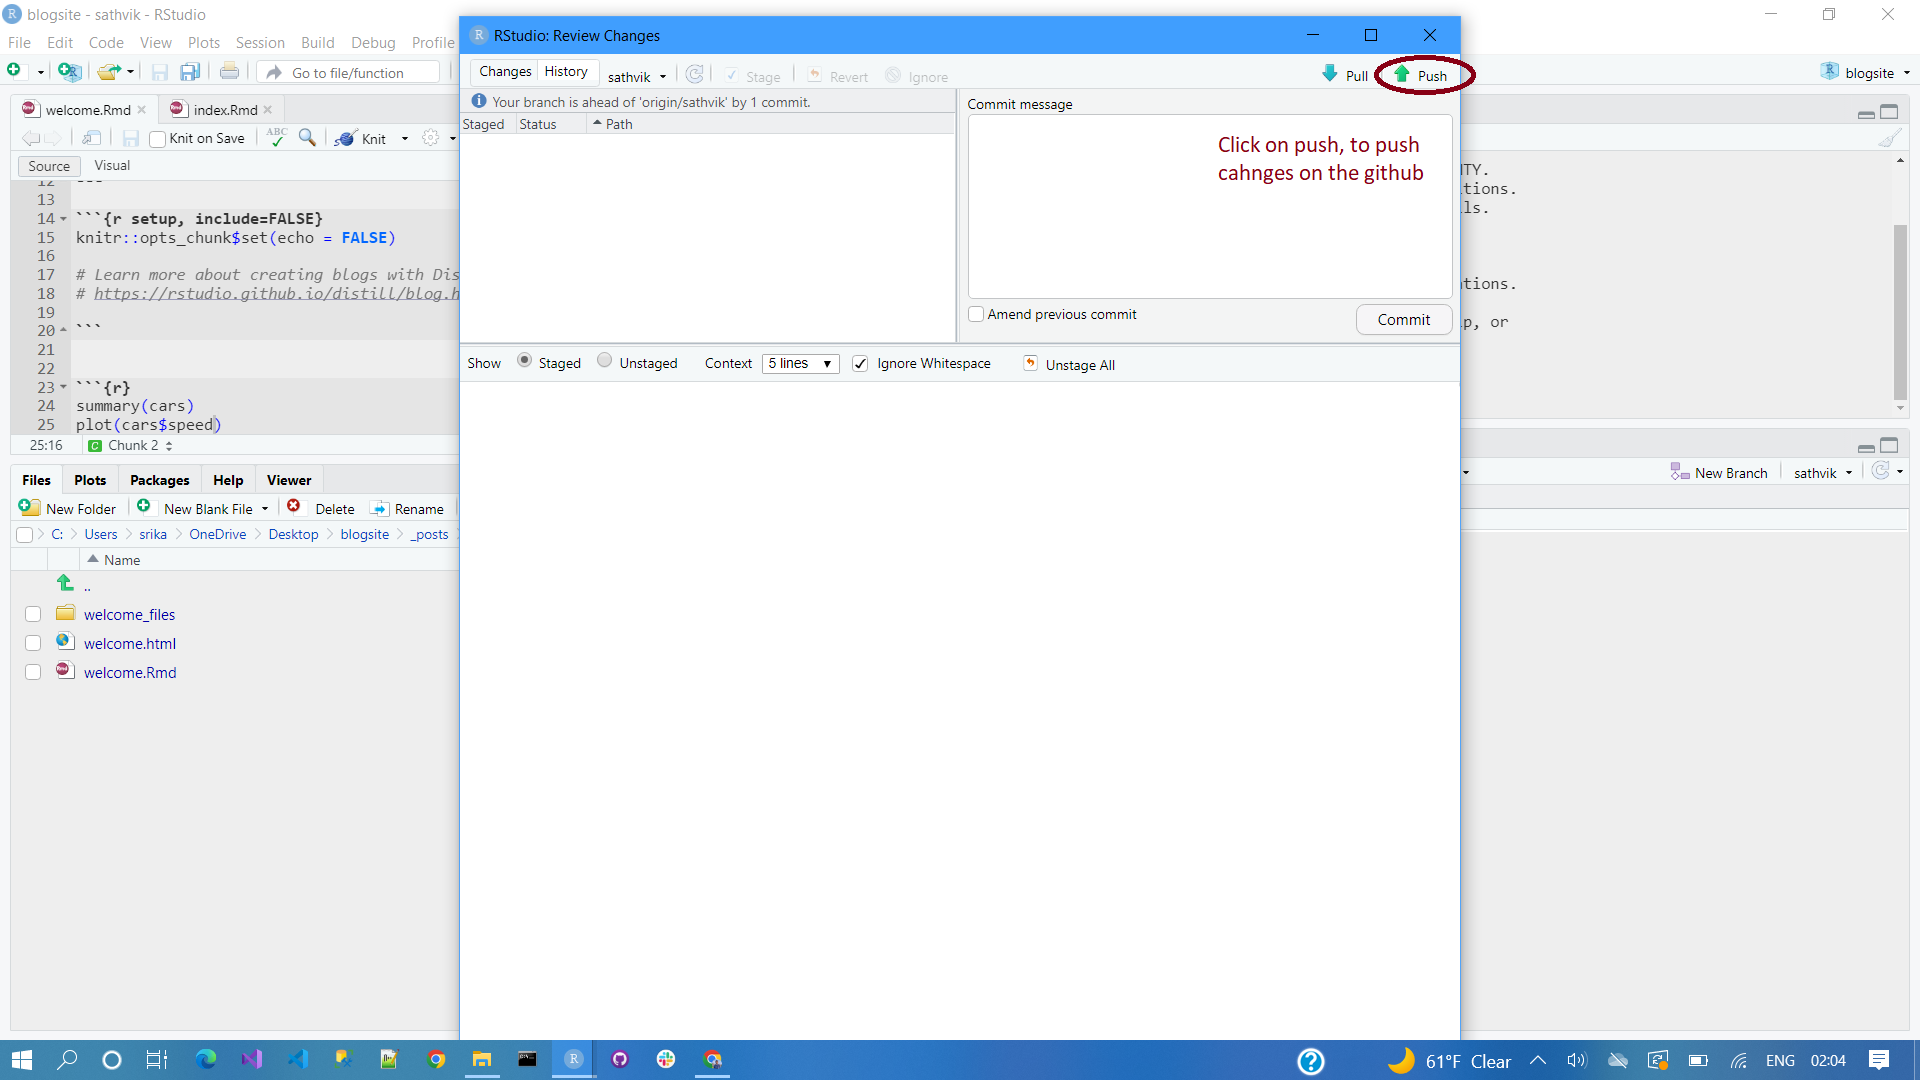 blogsite - sathvik - RStudio
File Edit Code View Plots Session Build Debug Profile
Go to file/function
blogsite
welcome.Rmd index.Rmd
Knit on Save ABC Knit
Source Visual
12 ---
13
14 ```{r setup, include=FALSE}
15 knitr::opts_chunk$set(echo = FALSE)
16
17 # Learn more about creating blogs with Dis
18 # https://rstudio.github.io/distill/blog.h
19
20 ```
21
22
23 ```{r}
24 summary(cars)
25 plot(cars$speed)
25:16 Chunk 2
Files Plots Packages Help Viewer
New Folder New Blank File Delete Rename
C: Users srika OneDrive Desktop blogsite _posts
Name
..
welcome_files
welcome.html
welcome.Rmd
RStudio: Review Changes
Changes History sathvik Stage Revert Ignore Pull Push
Your branch is ahead of 'origin/sathvik' by 1 commit.
Staged Status Path
Commit message
Click on push, to push
cahnges on the github
Amend previous commit
Commit
Show Staged Unstaged Context 5 lines Ignore Whitespace Unstage All
TY.
tions.
ls.
tions.
p, or
New Branch sathvik
61°F Clear ENG 02:04